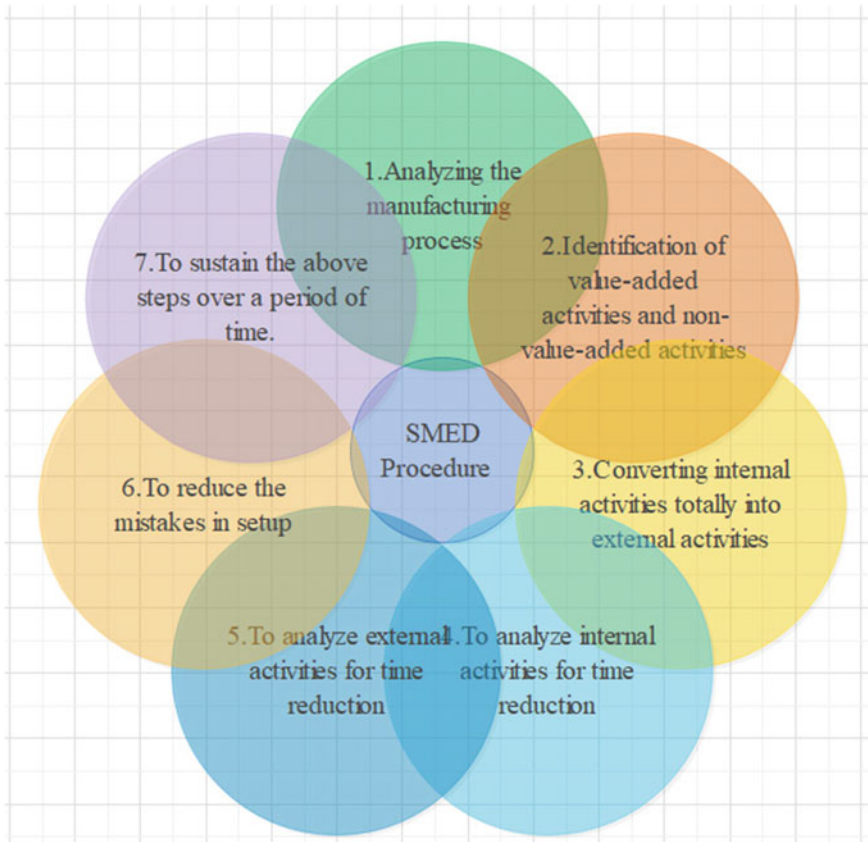 1.Analyzing the
manufacturing
process
2.Identification of
value-added
activities and non-
value-added activities
3.Converting internal
activities totally into
external activities
4.To analyze internal
activities for time
reduction
5.To analyze external
activities for time
reduction
6.To reduce the
mistakes in setup
7.To sustain the above
steps over a period of
time.
SMED
Procedure